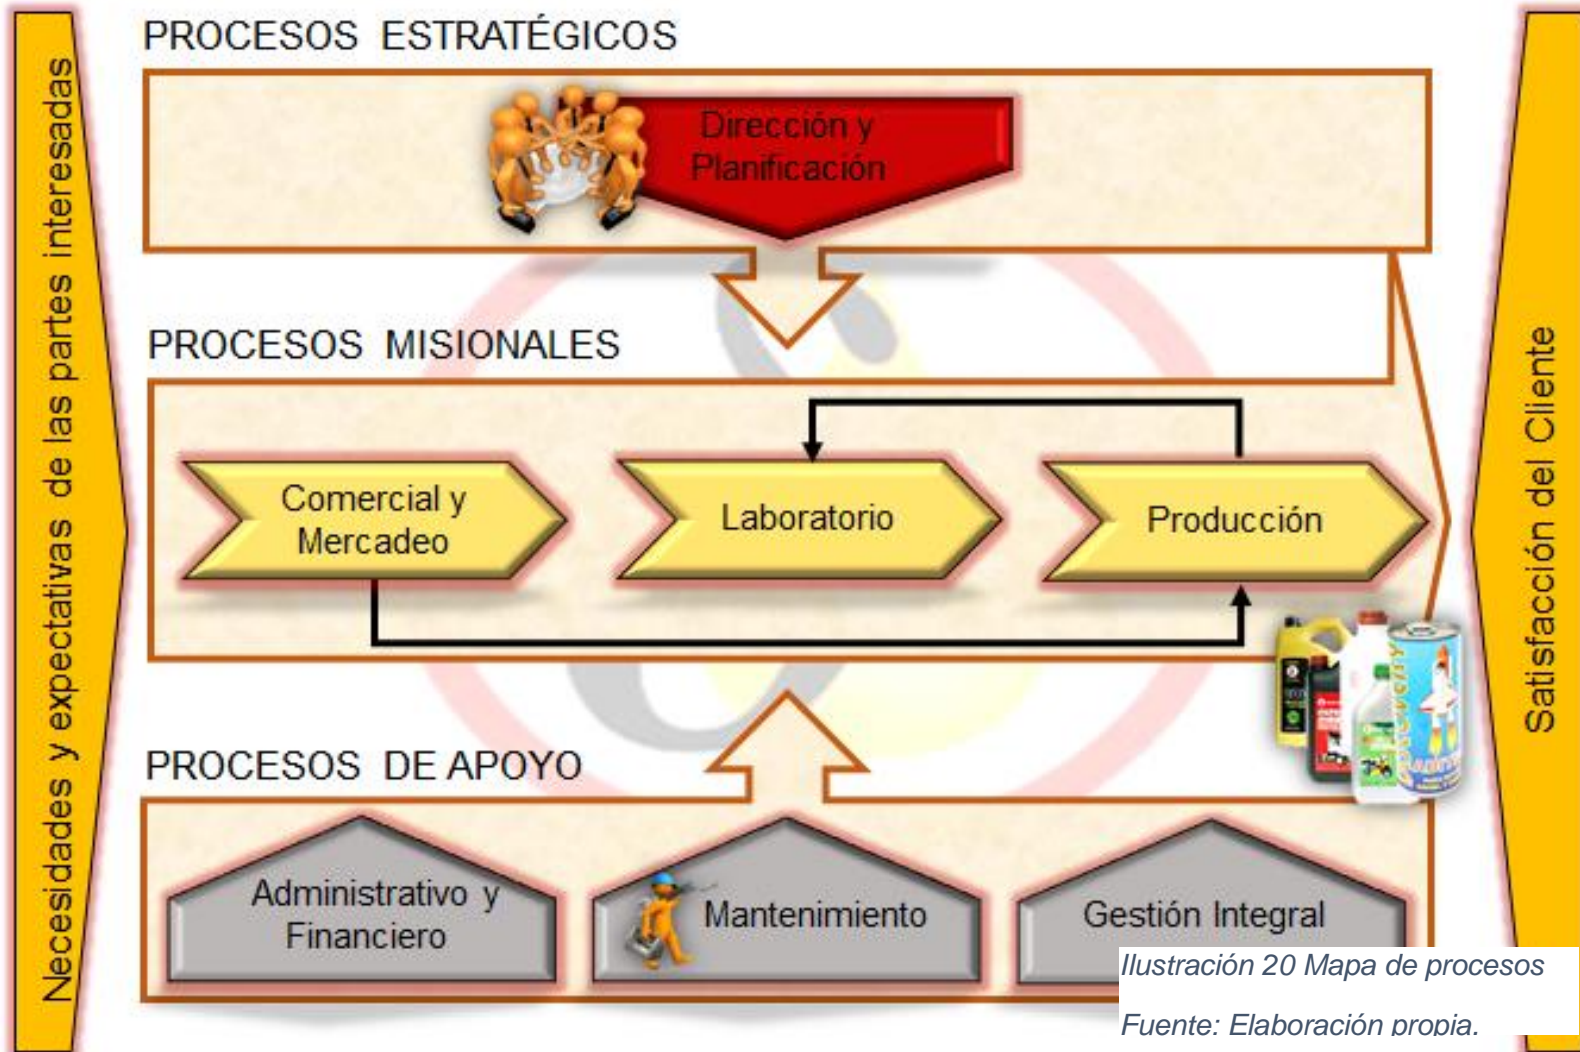 Necesidades y expectativas de las partes interesadas
PROCESOS ESTRATÉGICOS
Dirección y
Planificación
PROCESOS MISIONALES
Comercial y
Mercadeo
Laboratorio
Producción
PROCESOS DE APOYO
Administrativo y
Financiero
Mantenimiento
Gestión Integral
Satisfacción del Cliente
Ilustración 20 Mapa de procesos
Fuente: Elaboración propia.